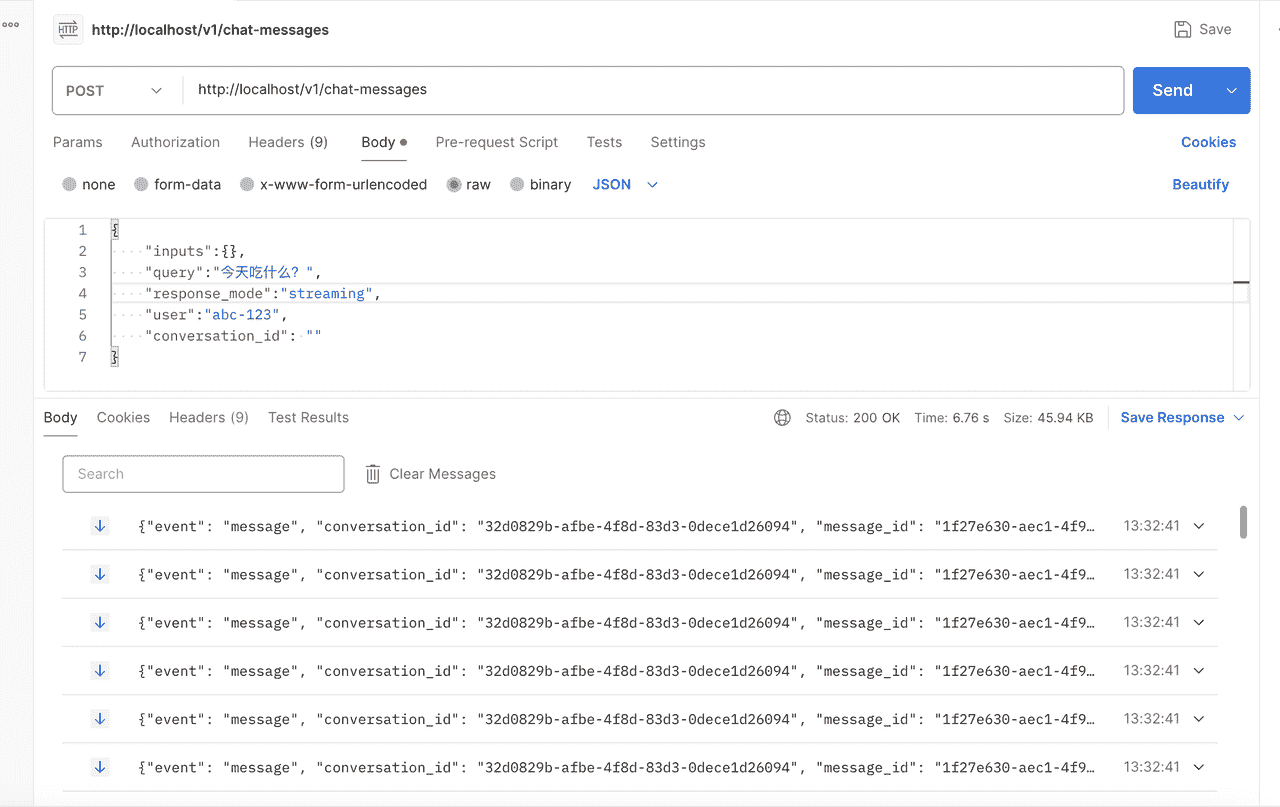 HTTP http://localhost/v1/chat-messages Save
POST http://localhost/v1/chat-messages Send
Params Authorization Headers (9) Body Pre-request Script Tests Settings Cookies
none form-data x-www-form-urlencoded raw binary JSON Beautify
1 {
2 "inputs":{},
3 "query":"今天吃什么? ",
4 "response_mode":"streaming",
5 "user":"abc-123",
6 "conversation_id": ""
7 }
Body Cookies Headers (9) Test Results Status: 200 OK Time: 6.76 s Size: 45.94 KB Save Response
Search Clear Messages
{"event": "message", "conversation_id": "32d0829b-afbe-4f8d-83d3-0dece1d26094", "message_id": "1f27e630-aec1-4f9… 13:32:41
{"event": "message", "conversation_id": "32d0829b-afbe-4f8d-83d3-0dece1d26094", "message_id": "1f27e630-aec1-4f9… 13:32:41
{"event": "message", "conversation_id": "32d0829b-afbe-4f8d-83d3-0dece1d26094", "message_id": "1f27e630-aec1-4f9… 13:32:41
{"event": "message", "conversation_id": "32d0829b-afbe-4f8d-83d3-0dece1d26094", "message_id": "1f27e630-aec1-4f9… 13:32:41
{"event": "message", "conversation_id": "32d0829b-afbe-4f8d-83d3-0dece1d26094", "message_id": "1f27e630-aec1-4f9… 13:32:41
{"event": "message", "conversation_id": "32d0829b-afbe-4f8d-83d3-0dece1d26094", "message_id": "1f27e630-aec1-4f9… 13:32:41